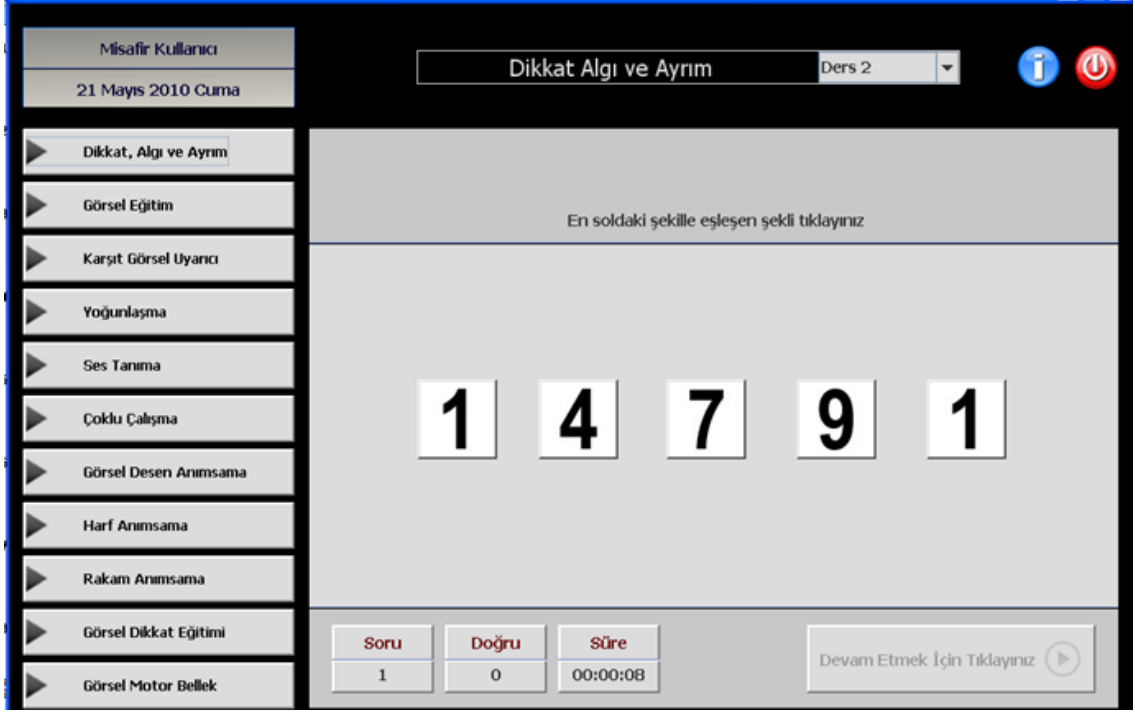 Misafir Kullanıcı
21 Mayıs 2010 Cuma
Dikkat Algı ve Ayrım
Ders 2
Dikkat, Algı ve Ayrım
Görsel Eğitim
Karşıt Görsel Uyarıcı
Yoğunlaşma
Ses Tanıma
Çoklu Çalışma
Görsel Desen Anımsama
Harf Anımsama
Rakam Anımsama
Görsel Dikkat Eğitimi
Görsel Motor Bellek
En soldaki şekille eşleşen şekli tıklayınız
1 4 7 9 1
Soru Doğru Süre
1 0 00:00:08
Devam Etmek İçin Tıklayınız